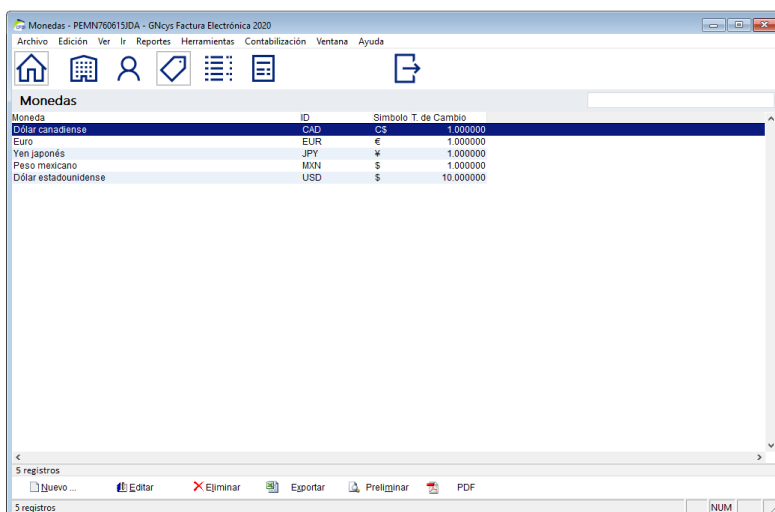 Monedas - PEMN760615JDA - GNcys Factura Electrónica 2020
Archivo Edición Ver Ir Reportes Herramientas Contabilización Ventana Ayuda
Monedas
Moneda ID Simbolo T. de Cambio
Dólar canadiense CAD C$ 1.000000
Euro EUR € 1.000000
Yen japonés JPY ¥ 1.000000
Peso mexicano MXN $ 1.000000
Dólar estadounidense USD $ 10.000000
5 registros
Nuevo ... Editar Eliminar Exportar Preliminar PDF
5 registros NUM